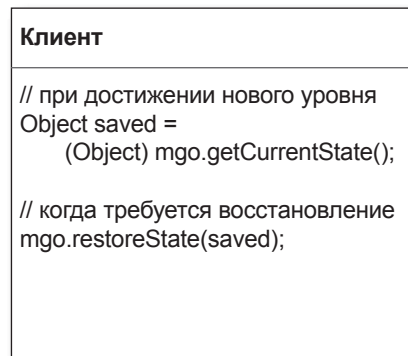 Клиент
// при достижении нового уровня
Object saved =
(Object) mgo.getCurrentState();
// когда требуется восстановление
mgo.restoreState(saved);